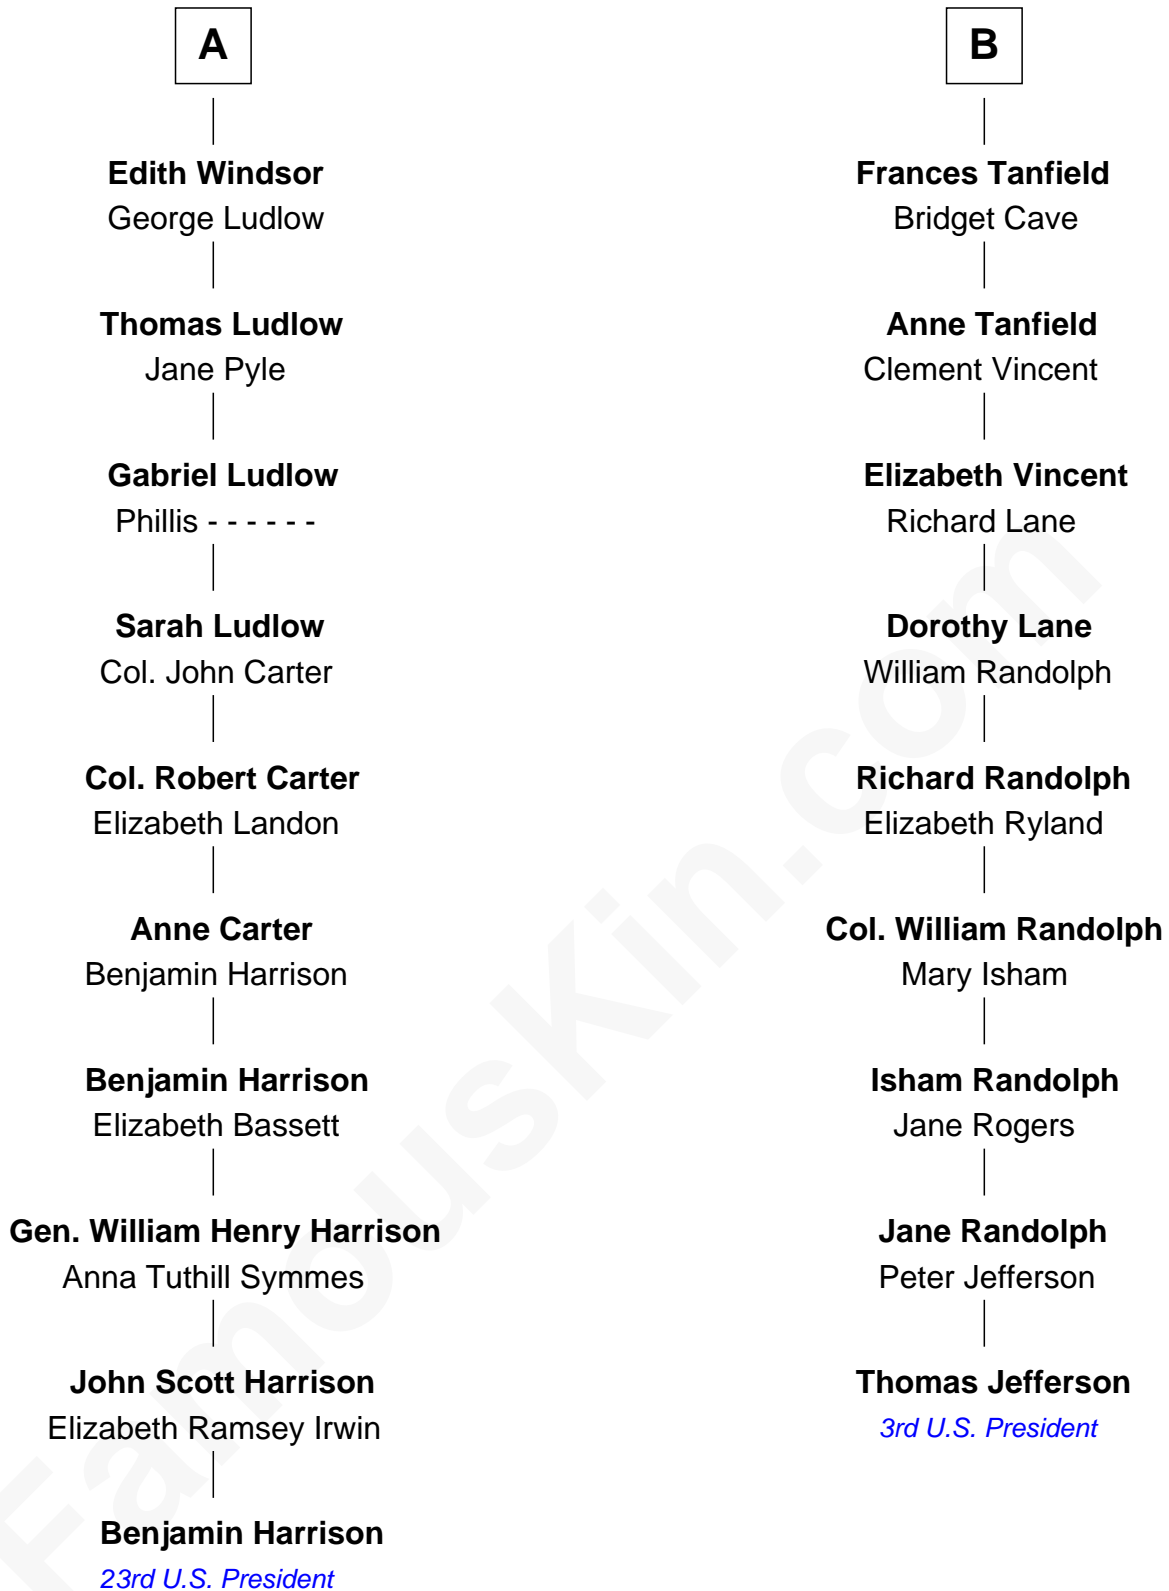 A
Edith Windsor
George Ludlow
Thomas Ludlow
Jane Pyle
Gabriel Ludlow
Phillis - - - - - -
Sarah Ludlow
Col. John Carter
Col. Robert Carter
Elizabeth Landon
Anne Carter
Benjamin Harrison
Benjamin Harrison
Elizabeth Bassett
Gen. William Henry Harrison
Anna Tuthill Symmes
John Scott Harrison
Elizabeth Ramsey Irwin
Benjamin Harrison
23rd U.S. President
B
Frances Tanfield
Bridget Cave
Anne Tanfield
Clement Vincent
Elizabeth Vincent
Richard Lane
Dorothy Lane
William Randolph
Richard Randolph
Elizabeth Ryland
Col. William Randolph
Mary Isham
Isham Randolph
Jane Rogers
Jane Randolph
Peter Jefferson
Thomas Jefferson
3rd U.S. President
FamousKin.com